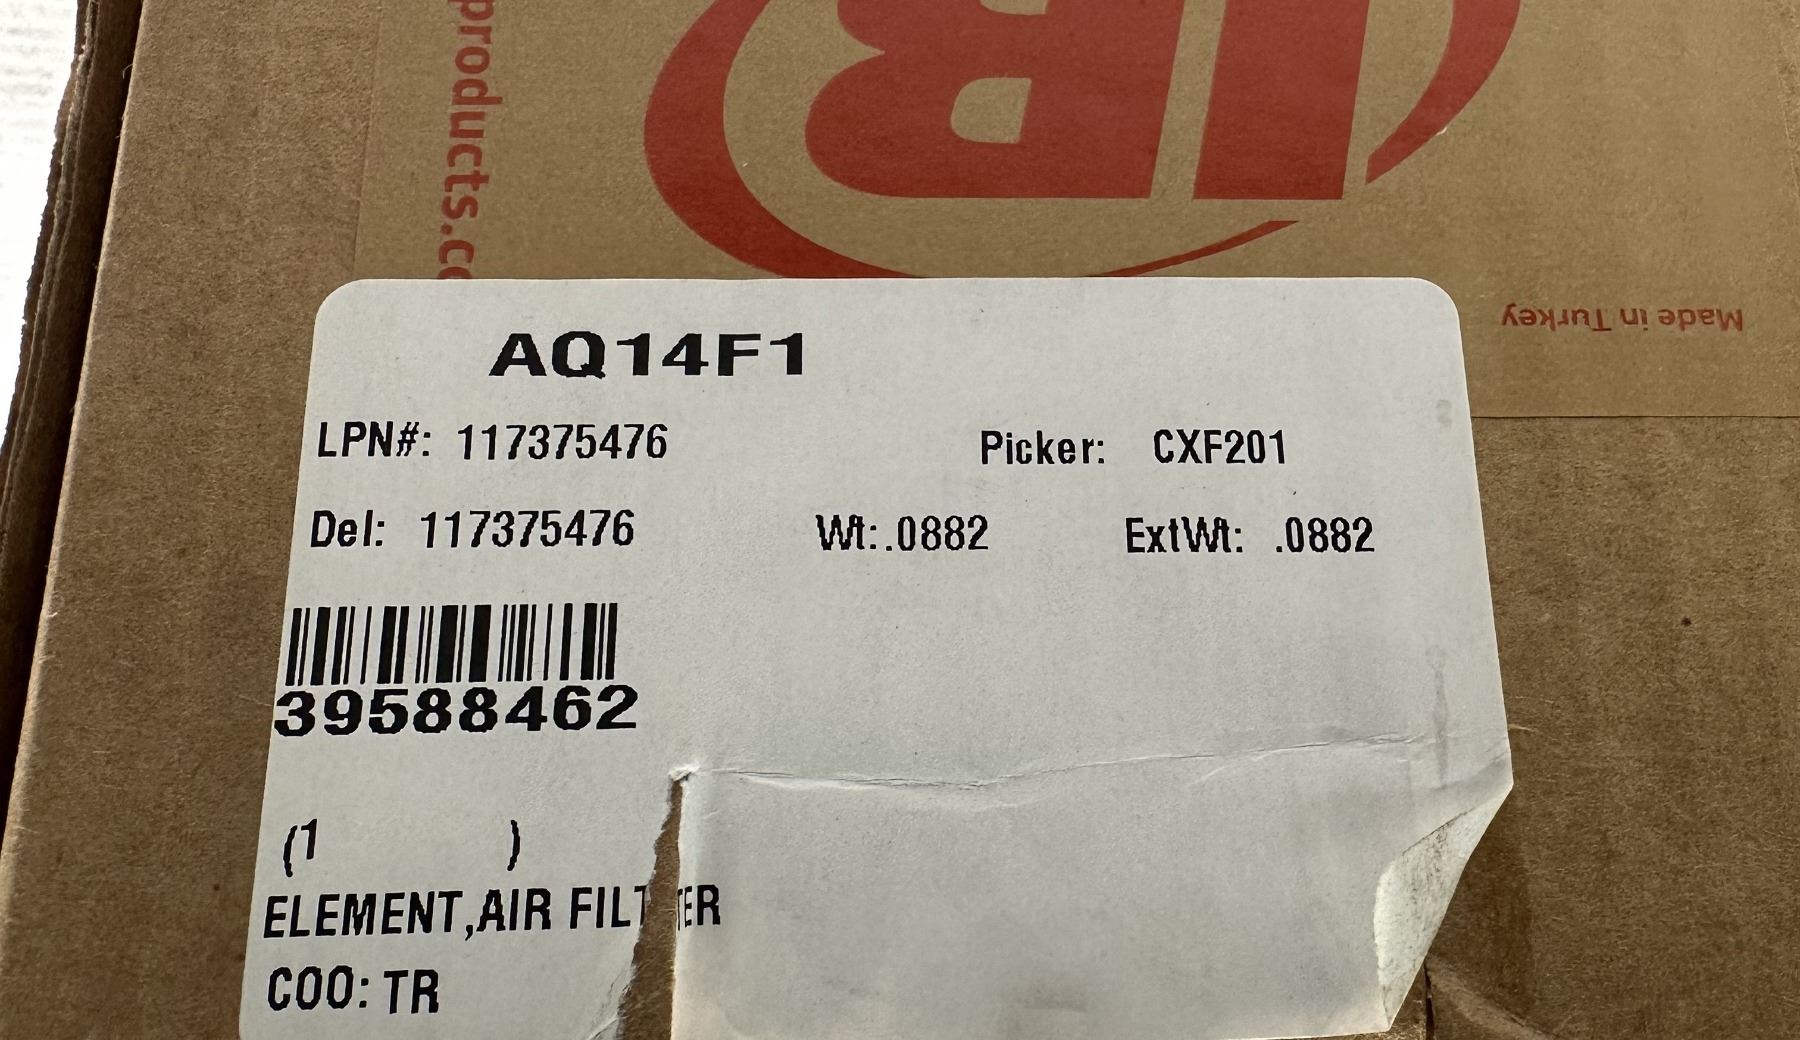 products.co
IR
Made in Turkey
AQ14F1
LPN#: 117375476 Picker: CXF201
Del: 117375476 Wt: .0882 ExtWt: .0882
39588462
(1 )
ELEMENT,AIR FILTER
COO: TR